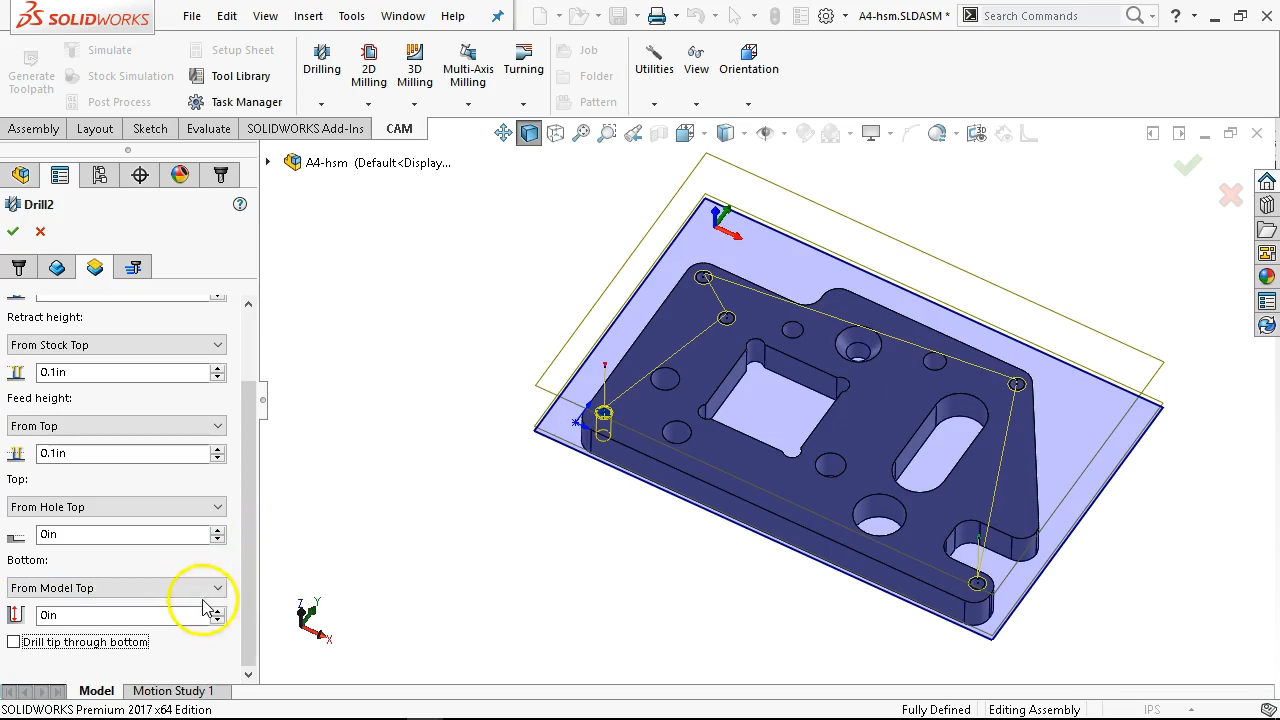 SOLIDWORKS
File Edit View Insert Tools Window Help
A4-hsm.SLDASM *
Search Commands
Generate Toolpath
Simulate
Stock Simulation
Post Process
Setup Sheet
Tool Library
Task Manager
Drilling
2D Milling
3D Milling
Multi-Axis Milling
Turning
Job
Folder
Pattern
Utilities
View
Orientation
Assembly Layout Sketch Evaluate SOLIDWORKS Add-Ins CAM
A4-hsm (Default<Display...
Drill2
Retract height:
From Stock Top
0.1in
Feed height:
From Top
0.1in
Top:
From Hole Top
0in
Bottom:
From Model Top
0in
Drill tip through bottom
Z Y
X
Model Motion Study 1
SOLIDWORKS Premium 2017 x64 Edition
Fully Defined Editing Assembly IPS